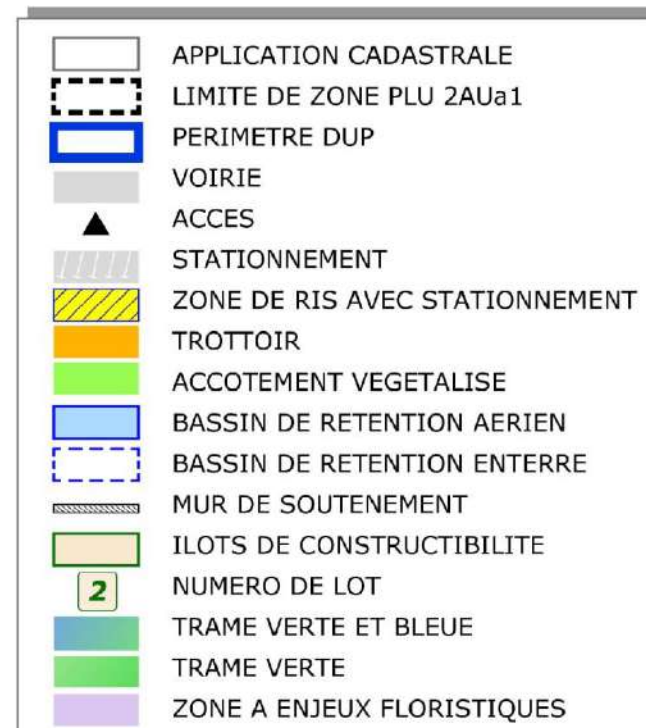 APPLICATION CADASTRALE
LIMITE DE ZONE PLU 2AUa1
PERIMETRE DUP
VOIRIE
ACCES
STATIONNEMENT
ZONE DE RIS AVEC STATIONNEMENT
TROTTOIR
ACCOTEMENT VEGETALISE
BASSIN DE RETENTION AERIEN
BASSIN DE RETENTION ENTERRE
MUR DE SOUTENEMENT
ILOTS DE CONSTRUCTIBILITE
2 NUMERO DE LOT
TRAME VERTE ET BLEUE
TRAME VERTE
ZONE A ENJEUX FLORISTIQUES